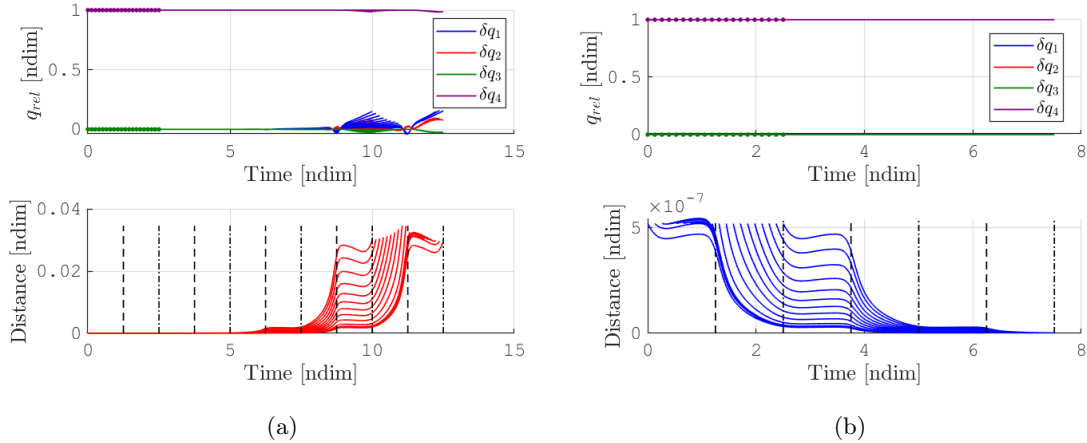 1
0.5
0
q_rel [ndim]
δq₁
δq₂
δq₃
δq₄
0
5
10
15
Time [ndim]
0.04
0.02
0
Distance [ndim]
0
5
10
15
Time [ndim]
(a)
1
0.5
0
q_rel [ndim]
δq₁
δq₂
δq₃
δq₄
0
2
4
6
8
Time [ndim]
×10⁻⁷
5
0
Distance [ndim]
0
2
4
6
8
Time [ndim]
(b)